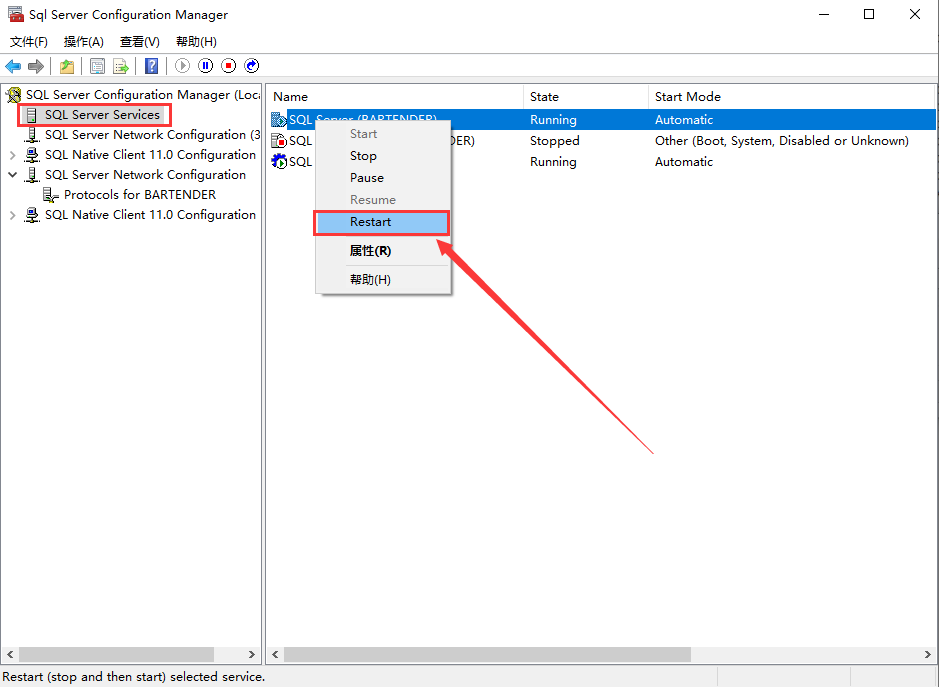 Sql Server Configuration Manager
文件(F) 操作(A) 查看(V) 帮助(H)
SQL Server Configuration Manager (Loca
SQL Server Services
SQL Server Network Configuration (3
SQL Native Client 11.0 Configuration
SQL Server Network Configuration
Protocols for BARTENDER
SQL Native Client 11.0 Configuration
Name State Start Mode
SQL Server (BARTENDER) Running Automatic
SQL DER) Stopped Other (Boot, System, Disabled or Unknown)
SQL Running Automatic
Start
Stop
Pause
Resume
Restart
属性(R)
帮助(H)
Restart (stop and then start) selected service.